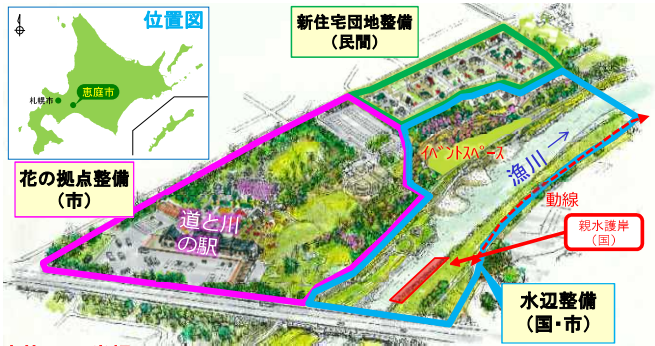 位置図
札幌市
恵庭市
新住宅団地整備
(民間)
花の拠点整備
(市)
道と川
の駅
ｲﾍﾞﾝﾄｽﾍﾟｰｽ
漁川 →
動線
親水護岸
(国)
水辺整備
(国・市)